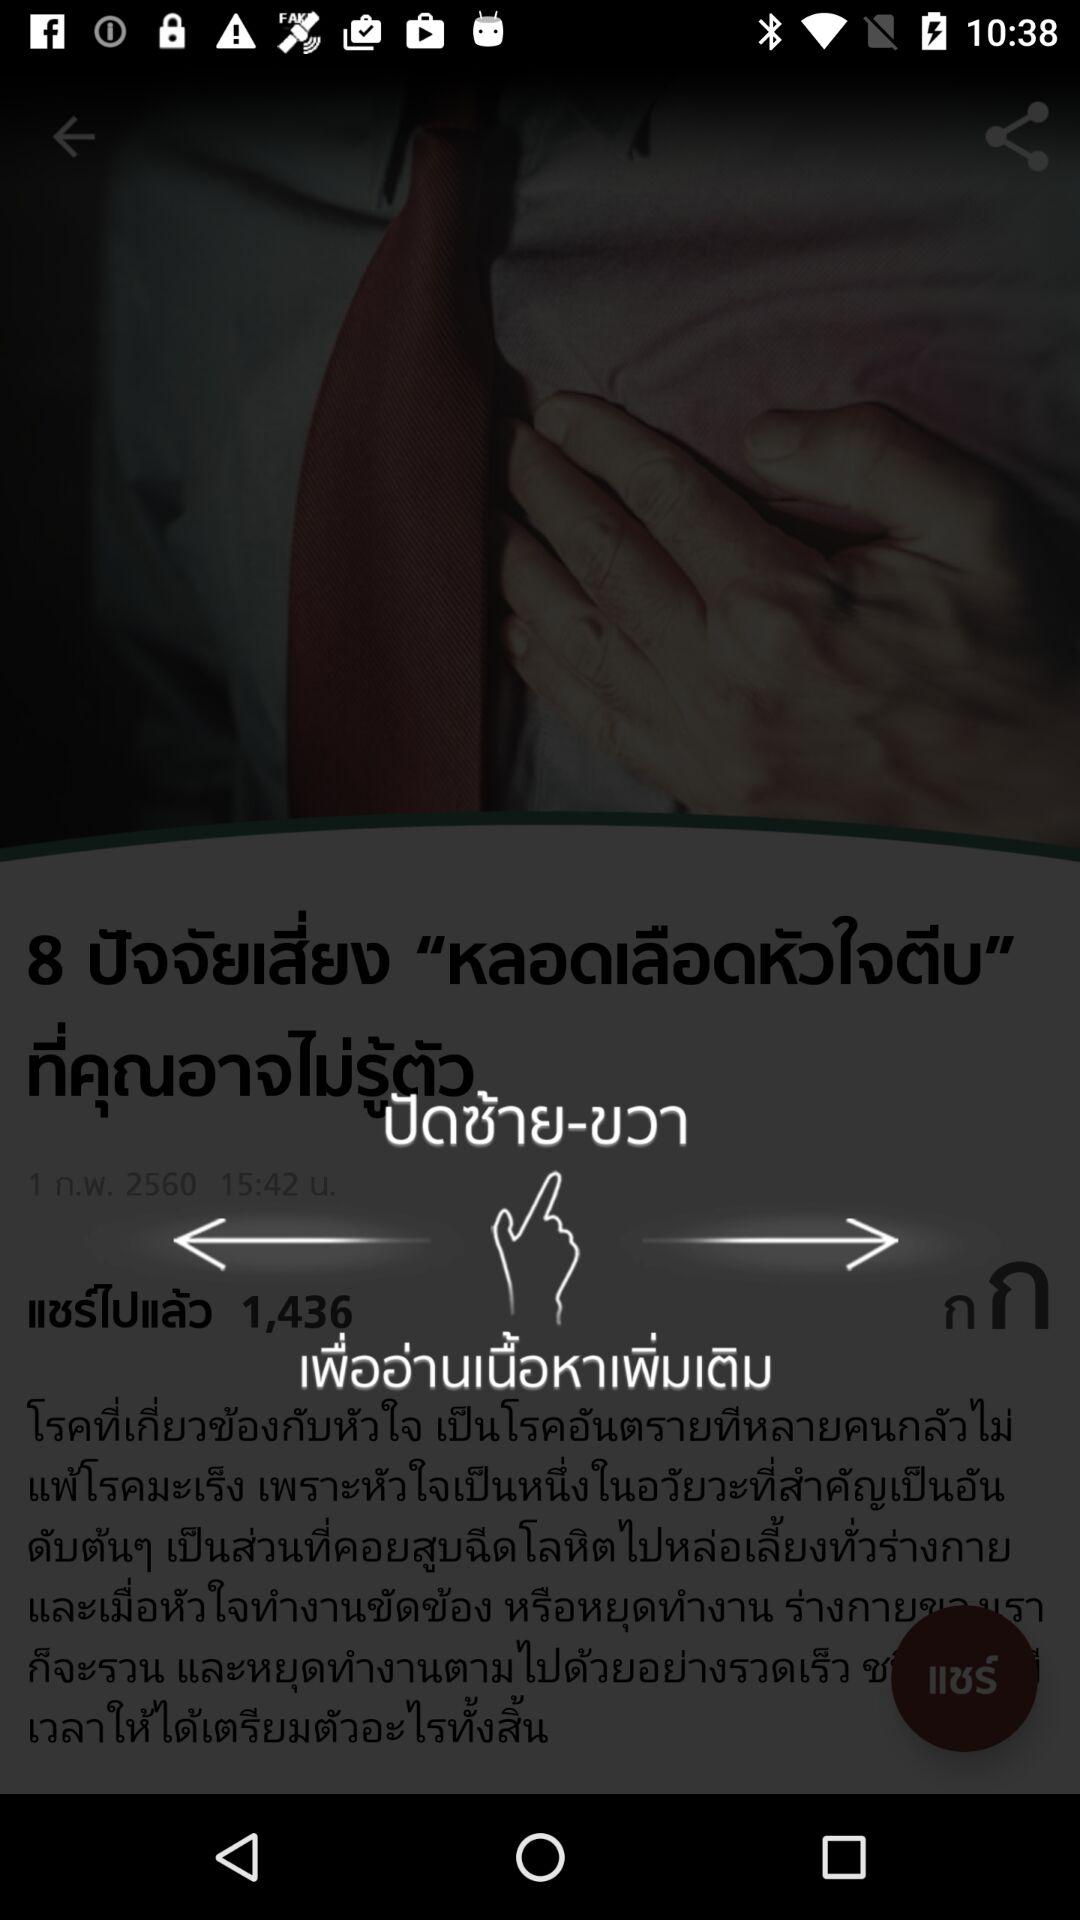 FAKE
10:38
8 ปัจจัยเสี่ยง “หลอดเลือดหัวใจตีบ”
ที่คุณอาจไม่รู้ตัว
ปัดซ้าย-ขวา
1 ก.พ. 2560 15:42 น.
แชร์ไปแล้ว 1,436
ก ก
เพื่ออ่านเนื้อหาเพิ่มเติม
โรคที่เกี่ยวข้องกับหัวใจ เป็นโรคอันตรายทีหลายคนกลัวไม่
แพ้โรคมะเร็ง เพราะหัวใจเป็นหนึ่งในอวัยวะที่สำคัญเป็นอัน
ดับต้นๆ เป็นส่วนที่คอยสูบฉีดโลหิตไปหล่อเลี้ยงทั่วร่างกาย
และเมื่อหัวใจทำงานขัดข้อง หรือหยุดทำงาน ร่างกายของเรา
ก็จะรวน และหยุดทำงานตามไปด้วยอย่างรวดเร็ว
แชร์
เวลาให้ได้เตรียมตัวอะไรทั้งสิ้น